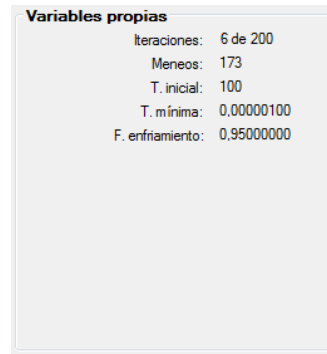 Variables propias
Iteraciones: 6 de 200
Meneos: 173
T. inicial: 100
T. mínima: 0,00000100
F. enfriamiento: 0,95000000